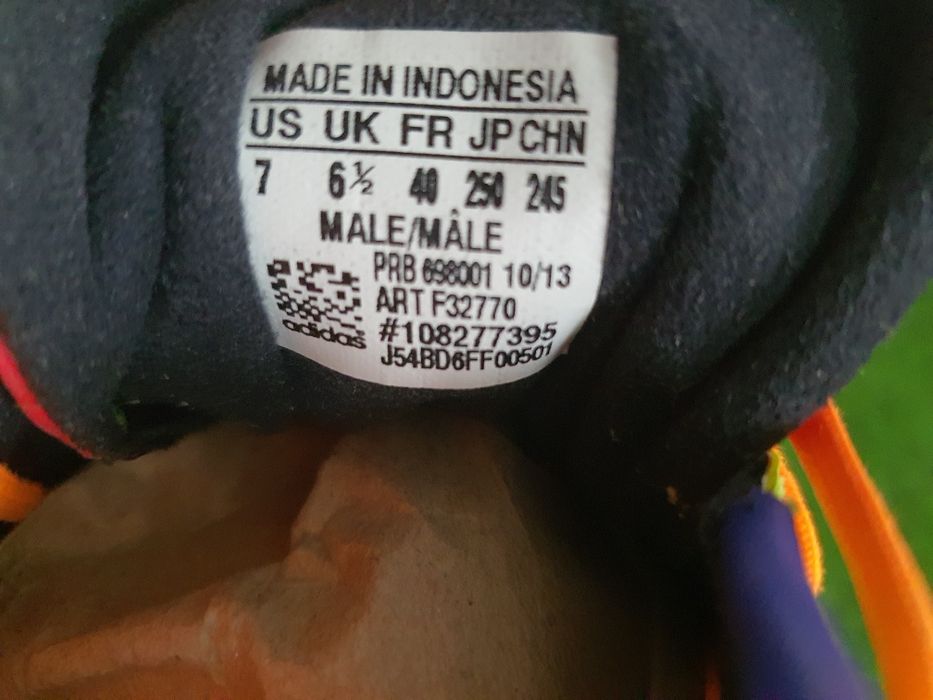 MADE IN INDONESIA
US UK FR JP CHN
7 6½ 40 250 245
MALE/MÂLE
PRB 698001 10/13
ART F32770
#108277395
J54BD6FF00501
adidas